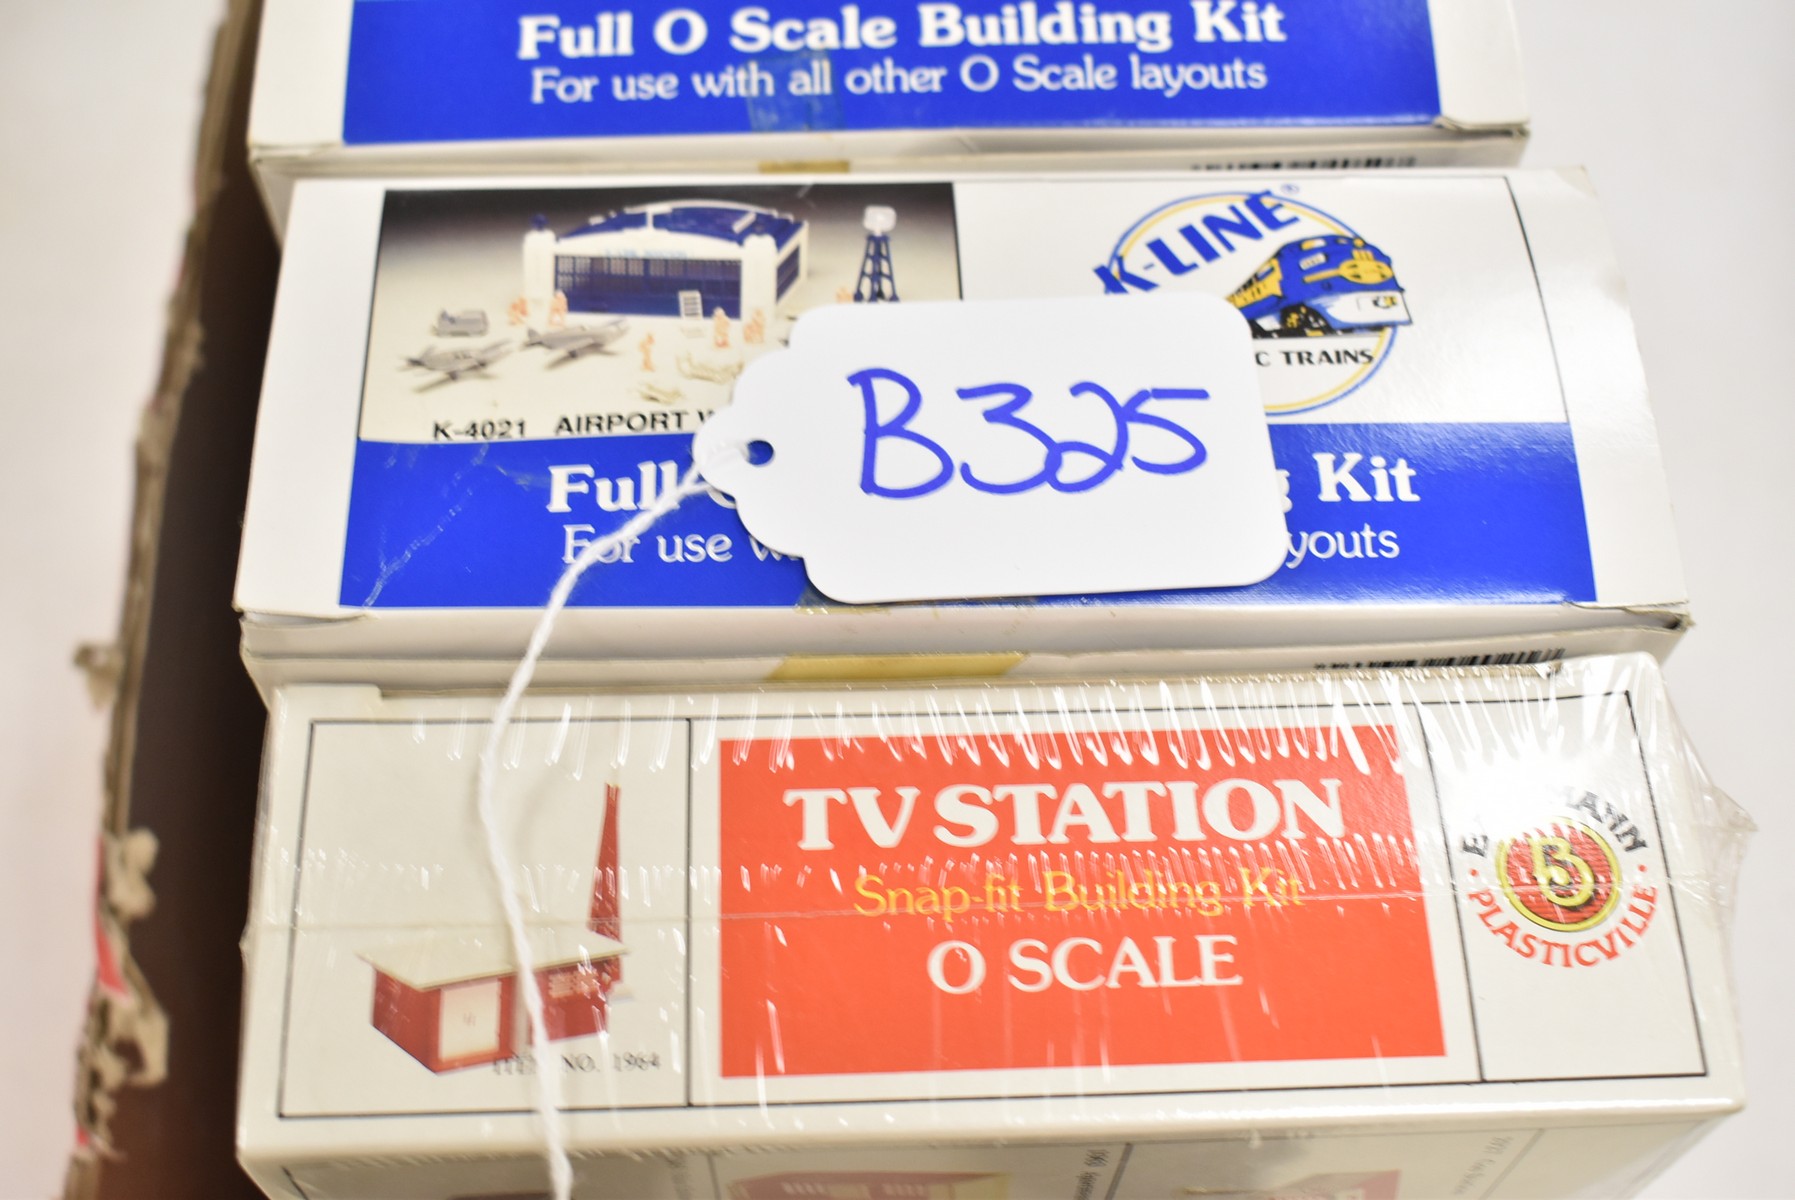 Full O Scale Building Kit
For use with all other O Scale layouts
K-LINE®
C TRAINS
K-4021 AIRPORT
B325
Full Kit
For use
youts
TV STATION
Snap-fit Building Kit
O SCALE
ITEM NO. 1964
B
PLASTICVILLE